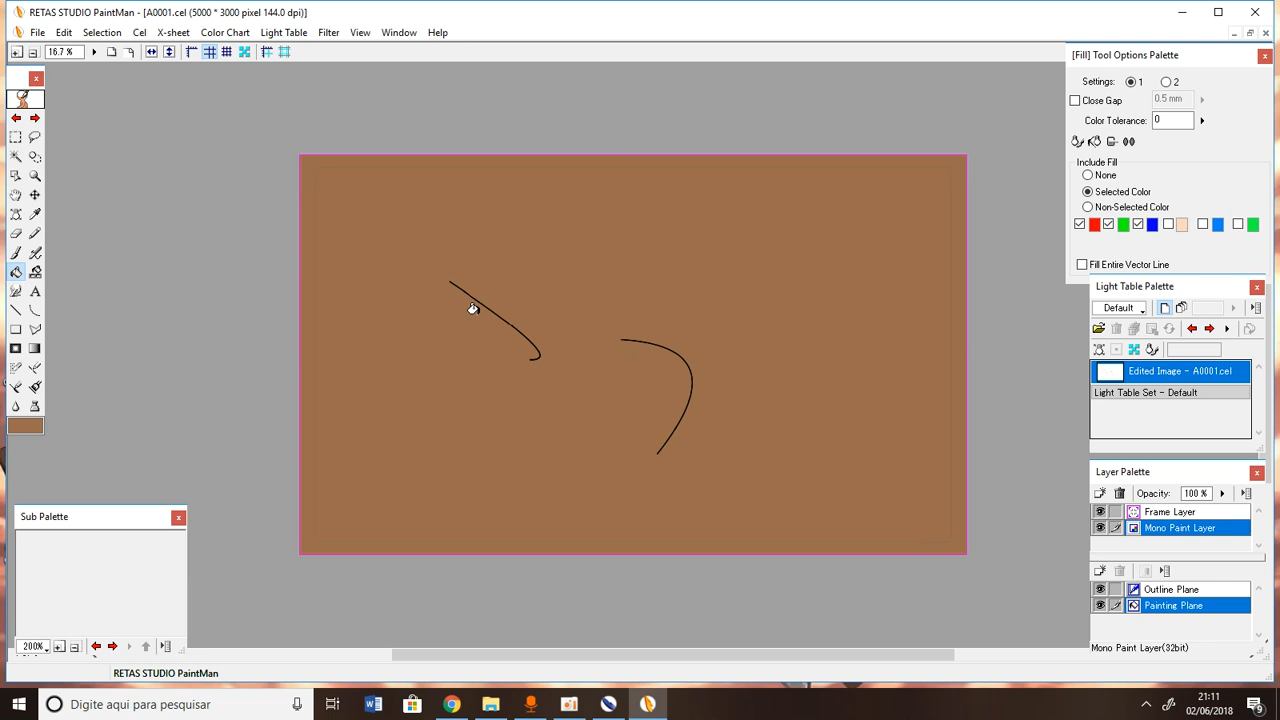 RETAS STUDIO PaintMan - [A0001.cel (5000 * 3000 pixel 144.0 dpi)]
File Edit Selection Cel X-sheet Color Chart Light Table Filter View Window Help
16.7 %
[Fill] Tool Options Palette
Settings: 1 2
Close Gap 0.5 mm
Color Tolerance: 0
Include Fill
None
Selected Color
Non-Selected Color
Fill Entire Vector Line
Light Table Palette
Default
Edited Image - A0001.cel
Light Table Set - Default
Layer Palette
Opacity: 100 %
Frame Layer
Mono Paint Layer
Outline Plane
Painting Plane
Mono Paint Layer(32bit)
Sub Palette
200%
RETAS STUDIO PaintMan
Digite aqui para pesquisar
21:11
02/06/2018
9